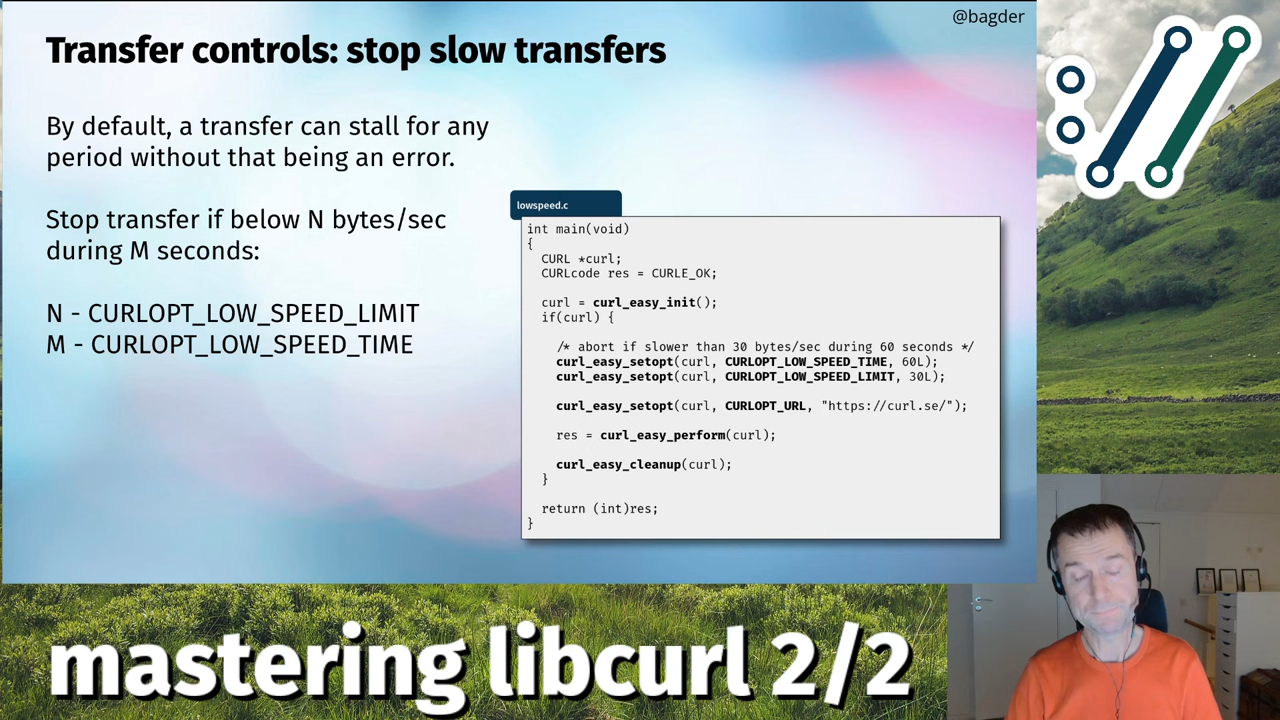 @bagder
Transfer controls: stop slow transfers
By default, a transfer can stall for any
period without that being an error.
Stop transfer if below N bytes/sec
during M seconds:
N - CURLOPT_LOW_SPEED_LIMIT
M - CURLOPT_LOW_SPEED_TIME
lowspeed.c
int main(void)
{
CURL *curl;
CURLcode res = CURLE_OK;
curl = curl_easy_init();
if(curl) {
/* abort if slower than 30 bytes/sec during 60 seconds */
curl_easy_setopt(curl, CURLOPT_LOW_SPEED_TIME, 60L);
curl_easy_setopt(curl, CURLOPT_LOW_SPEED_LIMIT, 30L);
curl_easy_setopt(curl, CURLOPT_URL, "https://curl.se/");
res = curl_easy_perform(curl);
curl_easy_cleanup(curl);
}
return (int)res;
}
mastering libcurl 2/2